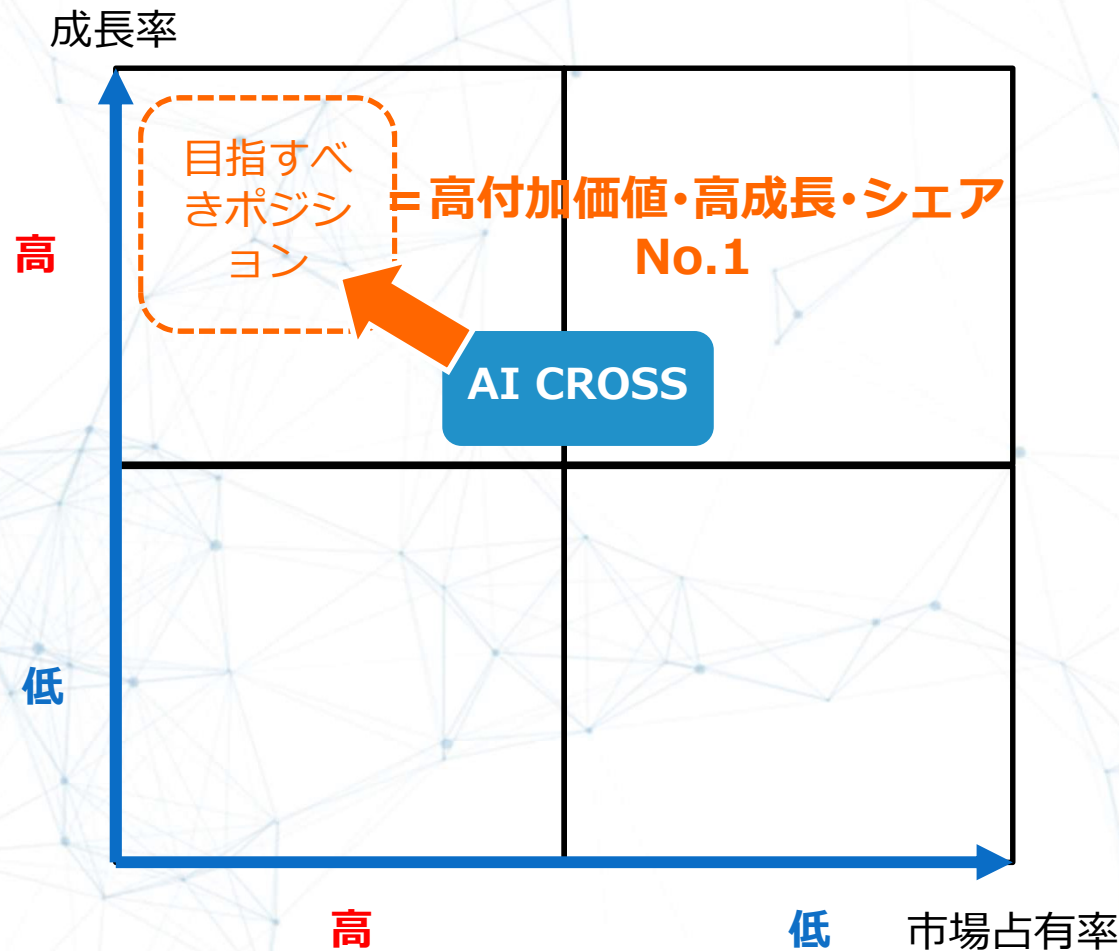 成長率
目指すべ
きポジシ
ョン
=高付加価値・高成長・シェア
No.1
高
AI CROSS
低
高
低
市場占有率